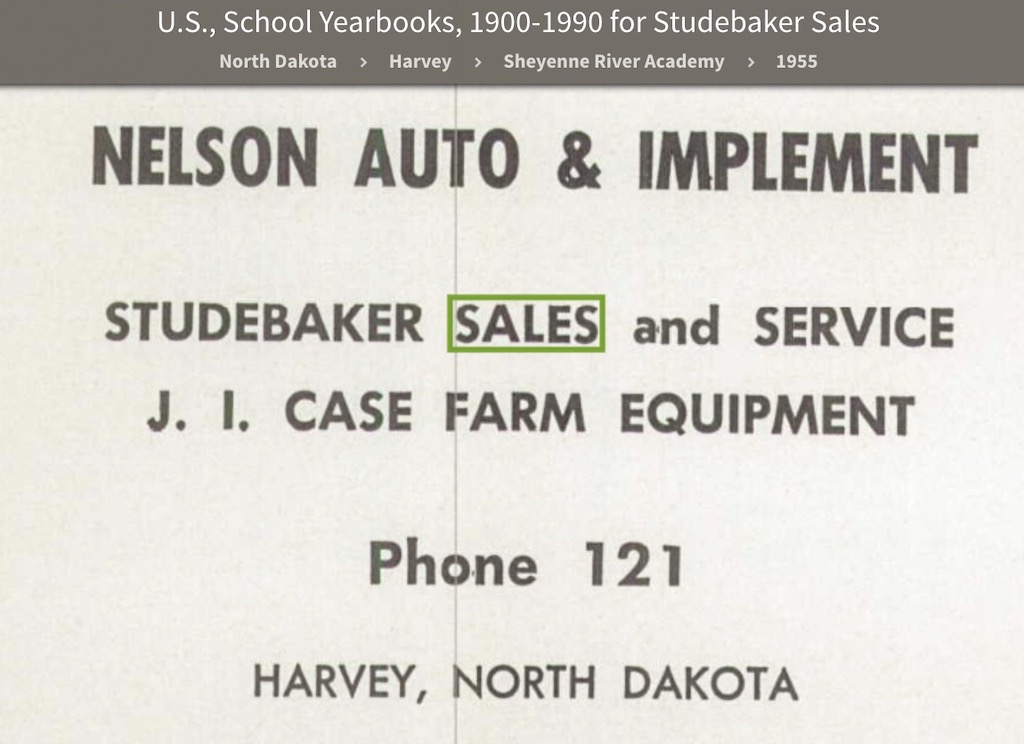 U.S., School Yearbooks, 1900-1990 for Studebaker Sales
North Dakota > Harvey > Sheyenne River Academy > 1955
NELSON AUTO & IMPLEMENT
STUDEBAKER SALES and SERVICE
J. I. CASE FARM EQUIPMENT
Phone 121
HARVEY, NORTH DAKOTA